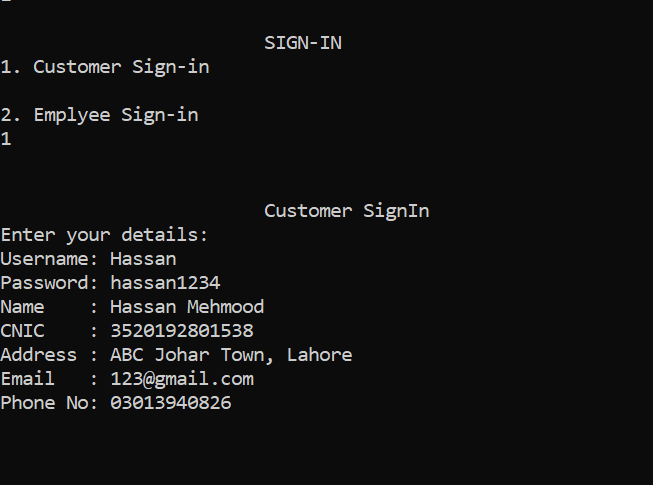 SIGN-IN
1. Customer Sign-in
2. Emplyee Sign-in
1
Customer SignIn
Enter your details:
Username: Hassan
Password: hassan1234
Name    : Hassan Mehmood
CNIC    : 3520192801538
Address : ABC Johar Town, Lahore
Email   : 123@gmail.com
Phone No: 03013940826